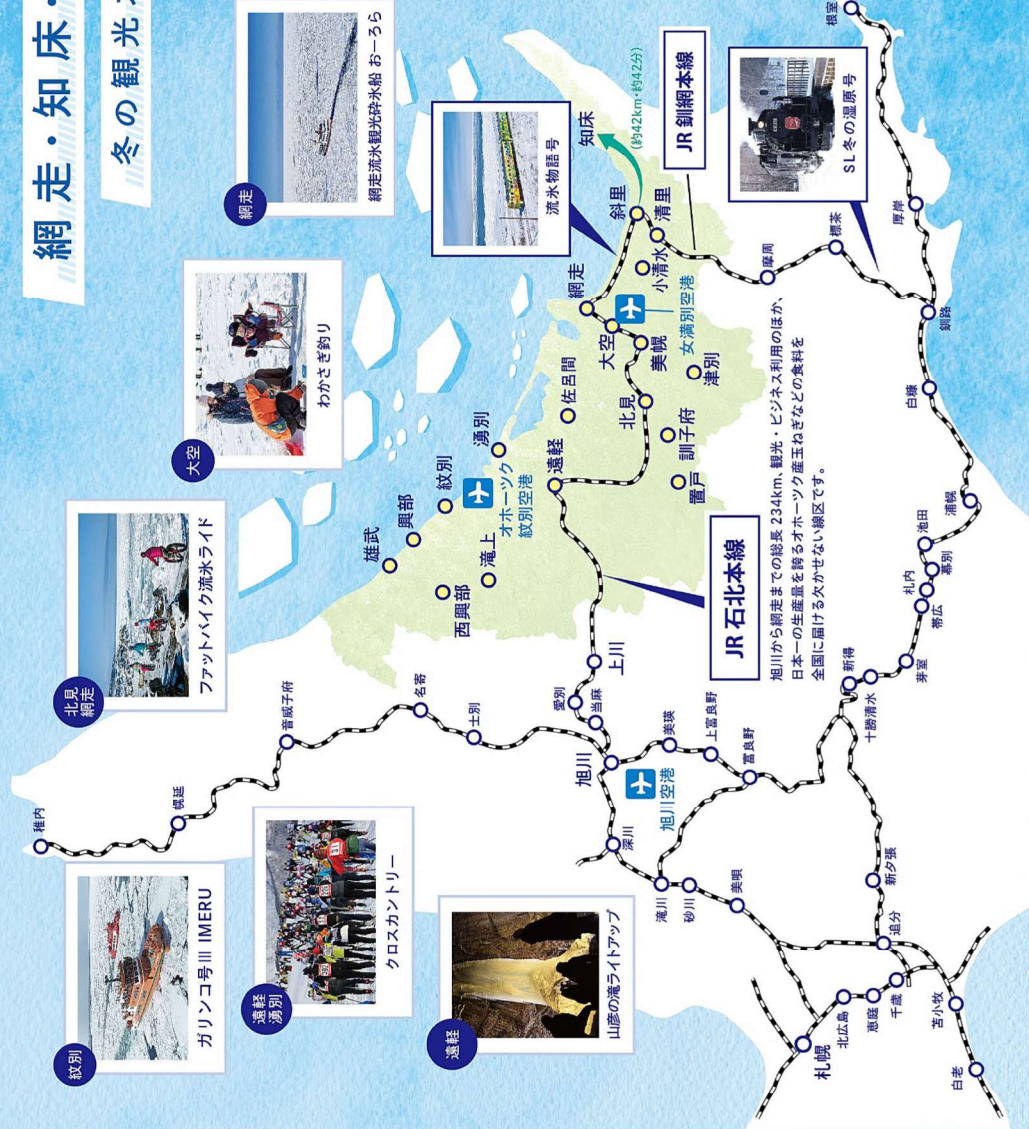 網走・知床・
冬の観光
紋別
ガリンコ号III IMERU
北見
網走
ファットバイク流氷ライド
大空
わかさぎ釣り
網走
網走流氷観光砕氷船 おーろら
遠軽
湧別
クロスカントリー
遠軽
山彦の滝ライトアップ
流氷物語号
SL 冬の湿原号
JR 釧網本線
JR 石北本線
旭川から網走までの総長 234km、観光・ビジネス利用のほか、
日本一の生産量を誇るオホーツク産玉ねぎなどの食料を
全国に届ける欠かせない線区です。
稚内
幌延
音威子府
名寄
士別
雄武
興部
西興部
紋別
滝上
オホーツク
紋別空港
湧別
佐呂間
遠軽
網走
大空
女満別空港
美幌
北見
津別
訓子府
置戸
知床
(約42km・約42分)
斜里
清里
小清水
摩周
標茶
根室
厚岸
釧路
白糠
浦幌
池田
幕別
札内
帯広
芽室
十勝清水
新得
上川
愛別
当麻
旭川
旭川空港
美瑛
上富良野
富良野
深川
滝川
砂川
美唄
新夕張
追分
札幌
北広島
恵庭
千歳
苫小牧
白老